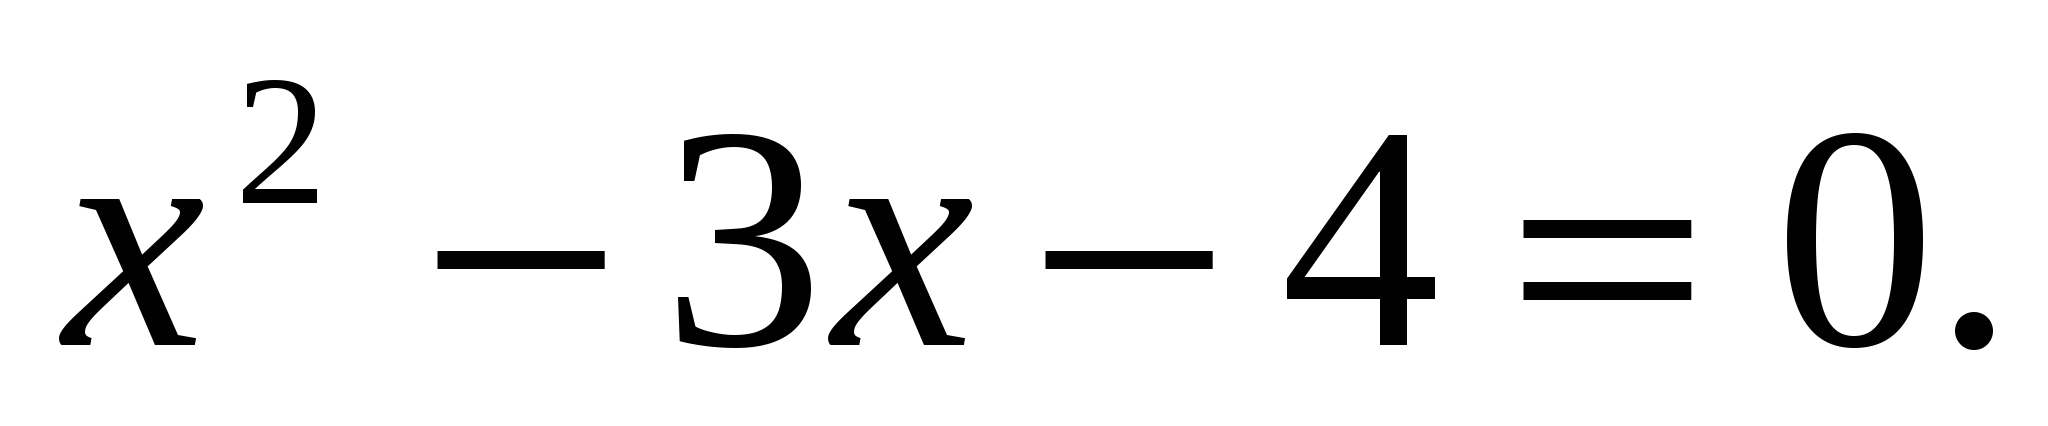 x² − 3x − 4 = 0.